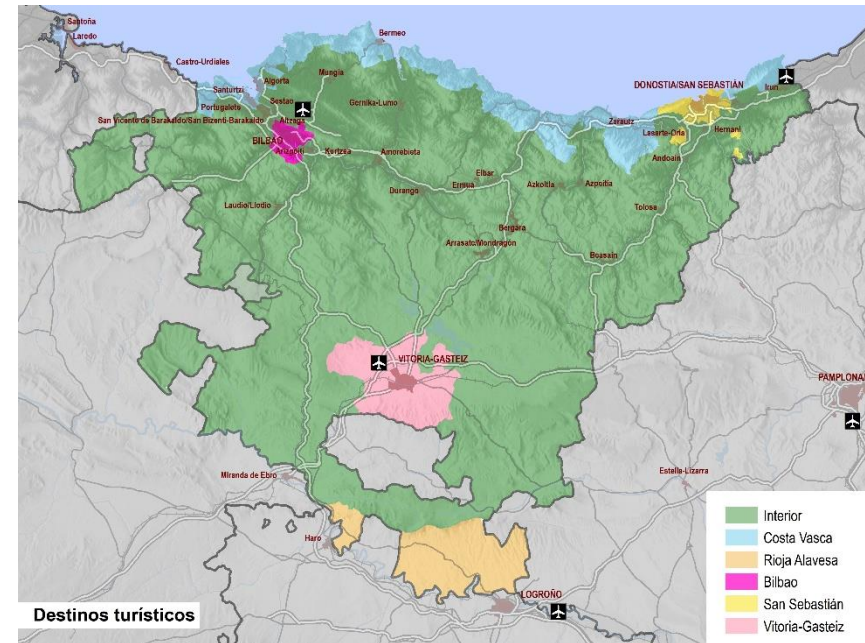 Santoña
Laredo
Castro-Urdiales
Santurtzi
Portugalete
Algorta
Sestao
Mungia
Bermeo
Gernika-Lumo
San Vicente de Barakaldo/San Bizenti-Barakaldo
Altzaga
BILBAO
Arizgoiti
Kurtzea
Amorebieta
Laudio/Llodio
Durango
Ermua
Eibar
Zarautz
DONOSTIA/SAN SEBASTIÁN
Irun
Lasarte-Oria
Hernani
Andoain
Azkoitia
Azpeitia
Tolosa
Bergara
Arrasate/Mondragón
Beasain
VITORIA-GASTEIZ
PAMPLONA
Miranda de Ebro
Estella-Lizarra
Haro
LOGROÑO
Interior
Costa Vasca
Rioja Alavesa
Bilbao
San Sebastián
Vitoria-Gasteiz
Destinos turísticos